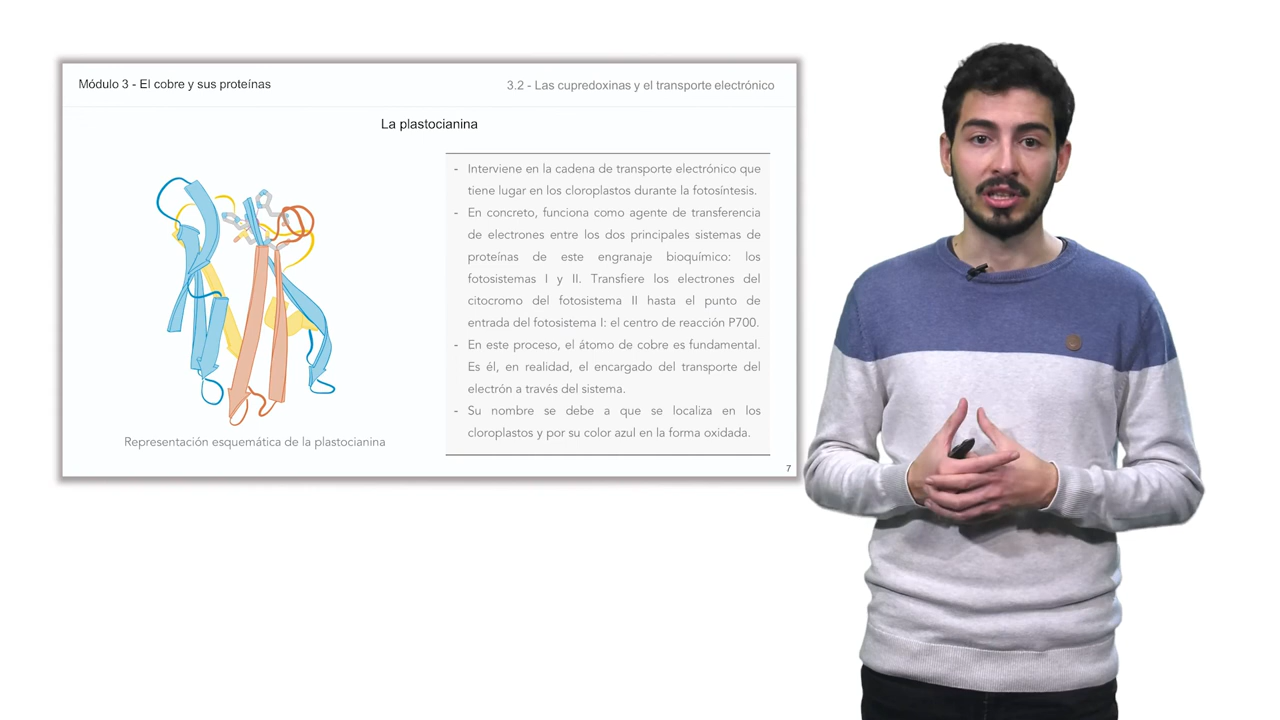 Módulo 3 - El cobre y sus proteínas
3.2 - Las cupredoxinas y el transporte electrónico
La plastocianina
- Interviene en la cadena de transporte electrónico que
tiene lugar en los cloroplastos durante la fotosíntesis.
- En concreto, funciona como agente de transferencia
de electrones entre los dos principales sistemas de
proteínas de este engranaje bioquímico: los
fotosistemas I y II. Transfiere los electrones del
citocromo del fotosistema II hasta el punto de
entrada del fotosistema I: el centro de reacción P700.
- En este proceso, el átomo de cobre es fundamental.
Es él, en realidad, el encargado del transporte del
electrón a través del sistema.
- Su nombre se debe a que se localiza en los
cloroplastos y por su color azul en la forma oxidada.
Representación esquemática de la plastocianina
7